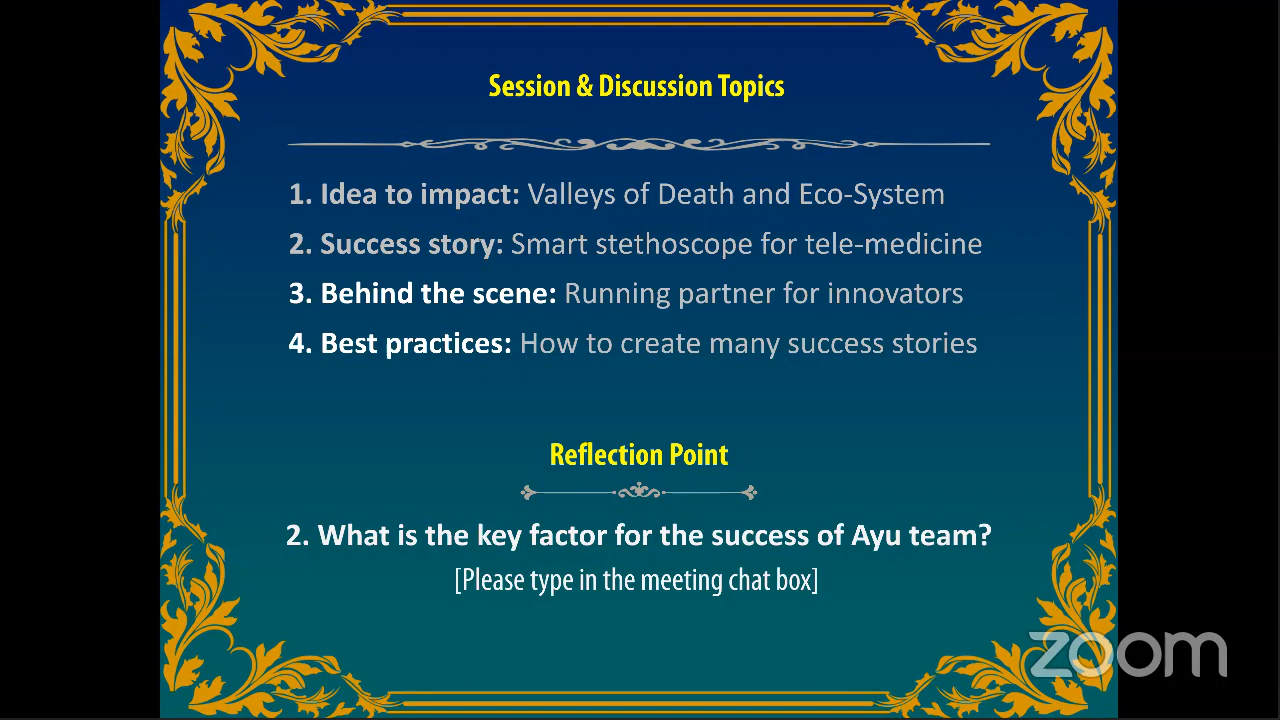 Session & Discussion Topics
1. Idea to impact: Valleys of Death and Eco-System
2. Success story: Smart stethoscope for tele-medicine
3. Behind the scene: Running partner for innovators
4. Best practices: How to create many success stories
Reflection Point
2. What is the key factor for the success of Ayu team?
[Please type in the meeting chat box]
zoom